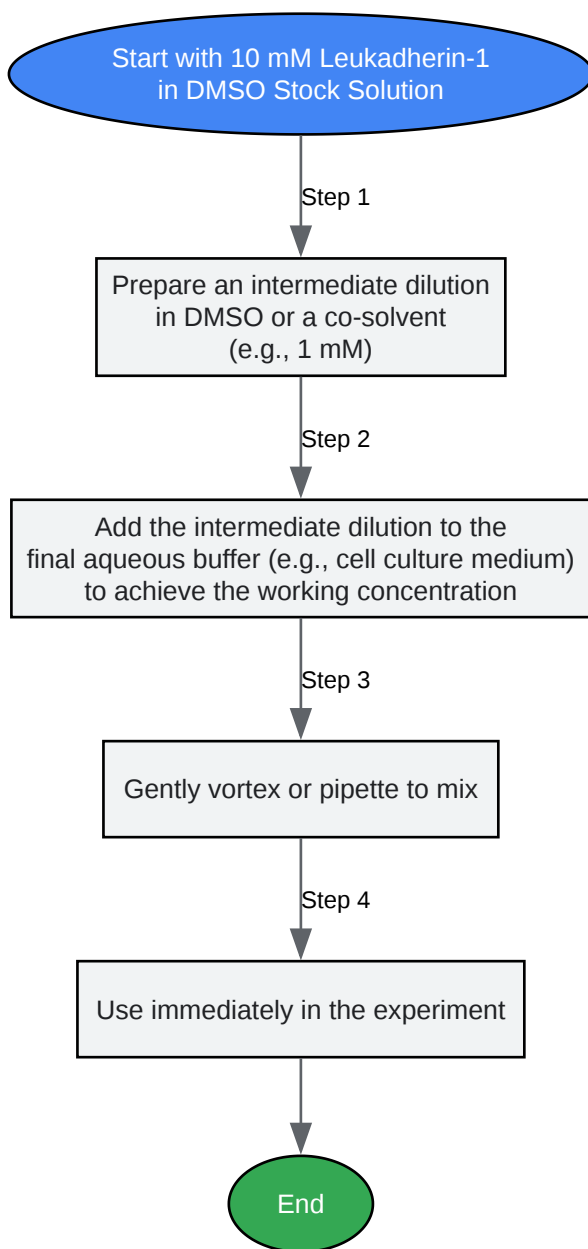 Start with 10 mM Leukadherin-1
in DMSO Stock Solution
Step 1
Prepare an intermediate dilution
in DMSO or a co-solvent
(e.g., 1 mM)
Step 2
Add the intermediate dilution to the
final aqueous buffer (e.g., cell culture medium)
to achieve the working concentration
Step 3
Gently vortex or pipette to mix
Step 4
Use immediately in the experiment
End